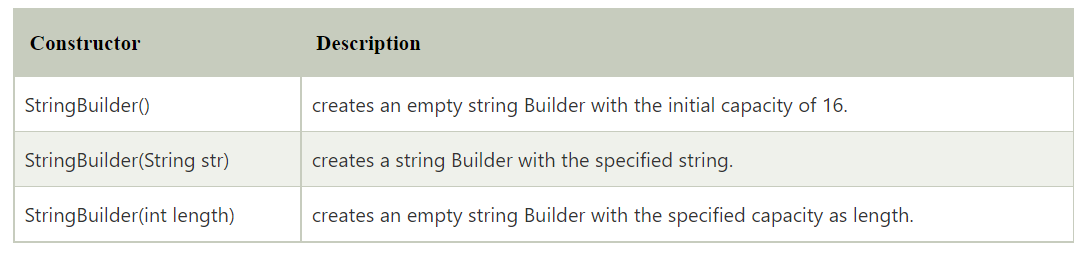 Constructor Description
StringBuilder() creates an empty string Builder with the initial capacity of 16.
StringBuilder(String str) creates a string Builder with the specified string.
StringBuilder(int length) creates an empty string Builder with the specified capacity as length.